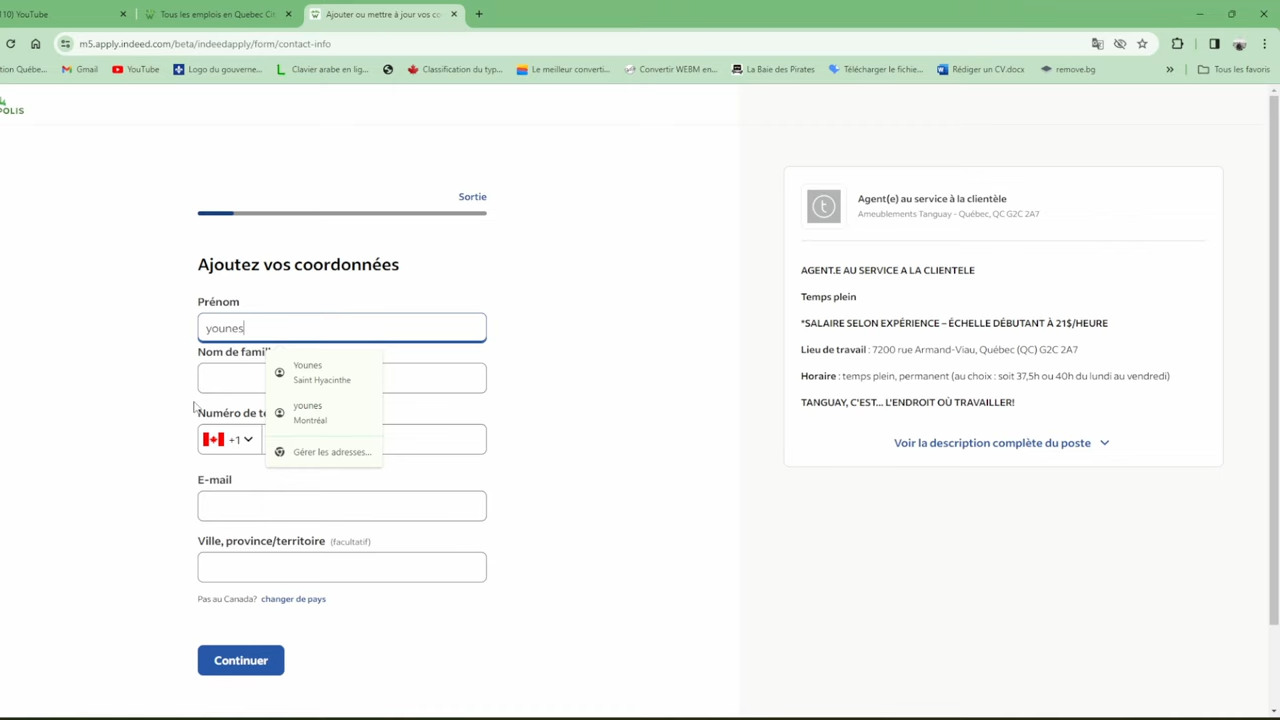 110) YouTube
Tous les emplois en Quebec Cit
Ajouter ou mettre à jour vos co
m5.apply.indeed.com/beta/indeedapply/form/contact-info
tion Québe...
Gmail
YouTube
Logo du gouverne...
Clavier arabe en lig...
Classification du typ...
Le meilleur converti...
Convertir WEBM en...
La Baie des Pirates
Télécharger le fichie...
Rédiger un CV.docx
remove.bg
»
Tous les favoris
POLIS
Sortie
Ajoutez vos coordonnées
Prénom
younes
Nom de famill
Younes
Saint Hyacinthe
younes
Montréal
Gérer les adresses...
Numéro de té
+1
E-mail
Ville, province/territoire (facultatif)
Pas au Canada? changer de pays
Continuer
t
Agent(e) au service à la clientèle
Ameublements Tanguay - Québec, QC G2C 2A7
AGENT.E AU SERVICE A LA CLIENTELE
Temps plein
*SALAIRE SELON EXPÉRIENCE – ÉCHELLE DÉBUTANT À 21$/HEURE
Lieu de travail : 7200 rue Armand-Viau, Québec (QC) G2C 2A7
Horaire : temps plein, permanent (au choix : soit 37,5h ou 40h du lundi au vendredi)
TANGUAY, C'EST... L'ENDROIT OÙ TRAVAILLER!
Voir la description complète du poste